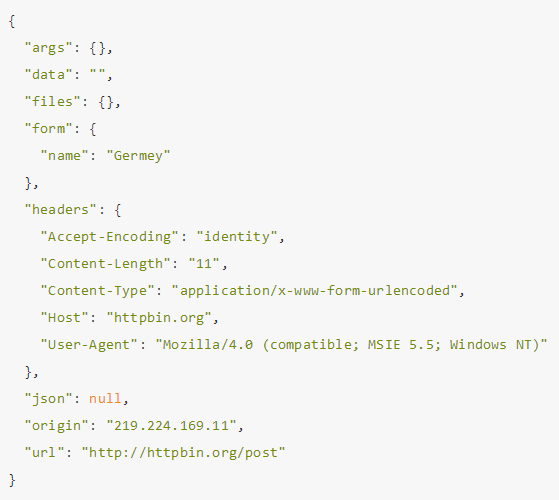 {
  "args": {},
  "data": "",
  "files": {},
  "form": {
    "name": "Germey"
  },
  "headers": {
    "Accept-Encoding": "identity",
    "Content-Length": "11",
    "Content-Type": "application/x-www-form-urlencoded",
    "Host": "httpbin.org",
    "User-Agent": "Mozilla/4.0 (compatible; MSIE 5.5; Windows NT)"
  },
  "json": null,
  "origin": "219.224.169.11",
  "url": "http://httpbin.org/post"
}